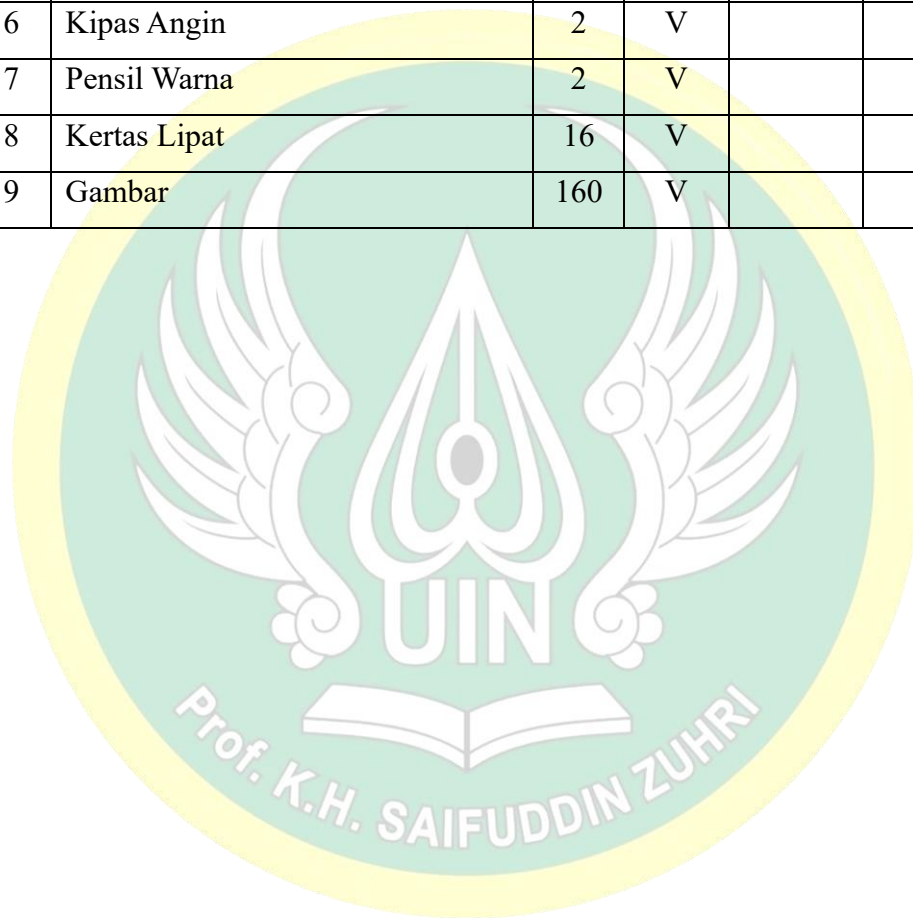 6 Kipas Angin 2 V
7 Pensil Warna 2 V
8 Kertas Lipat 16 V
9 Gambar 160 V
UIN
Prof. K.H. SAIFUDDIN ZUHRI